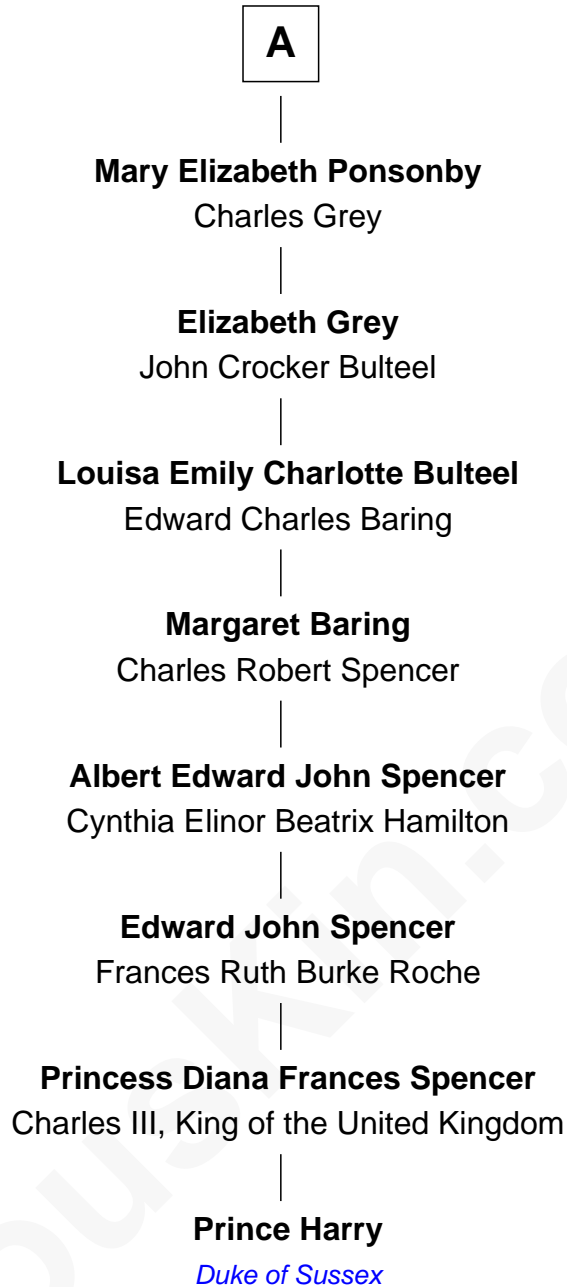 A
Mary Elizabeth Ponsonby
Charles Grey
Elizabeth Grey
John Crocker Bulteel
Louisa Emily Charlotte Bulteel
Edward Charles Baring
Margaret Baring
Charles Robert Spencer
Albert Edward John Spencer
Cynthia Elinor Beatrix Hamilton
Edward John Spencer
Frances Ruth Burke Roche
Princess Diana Frances Spencer
Charles III, King of the United Kingdom
Prince Harry
Duke of Sussex